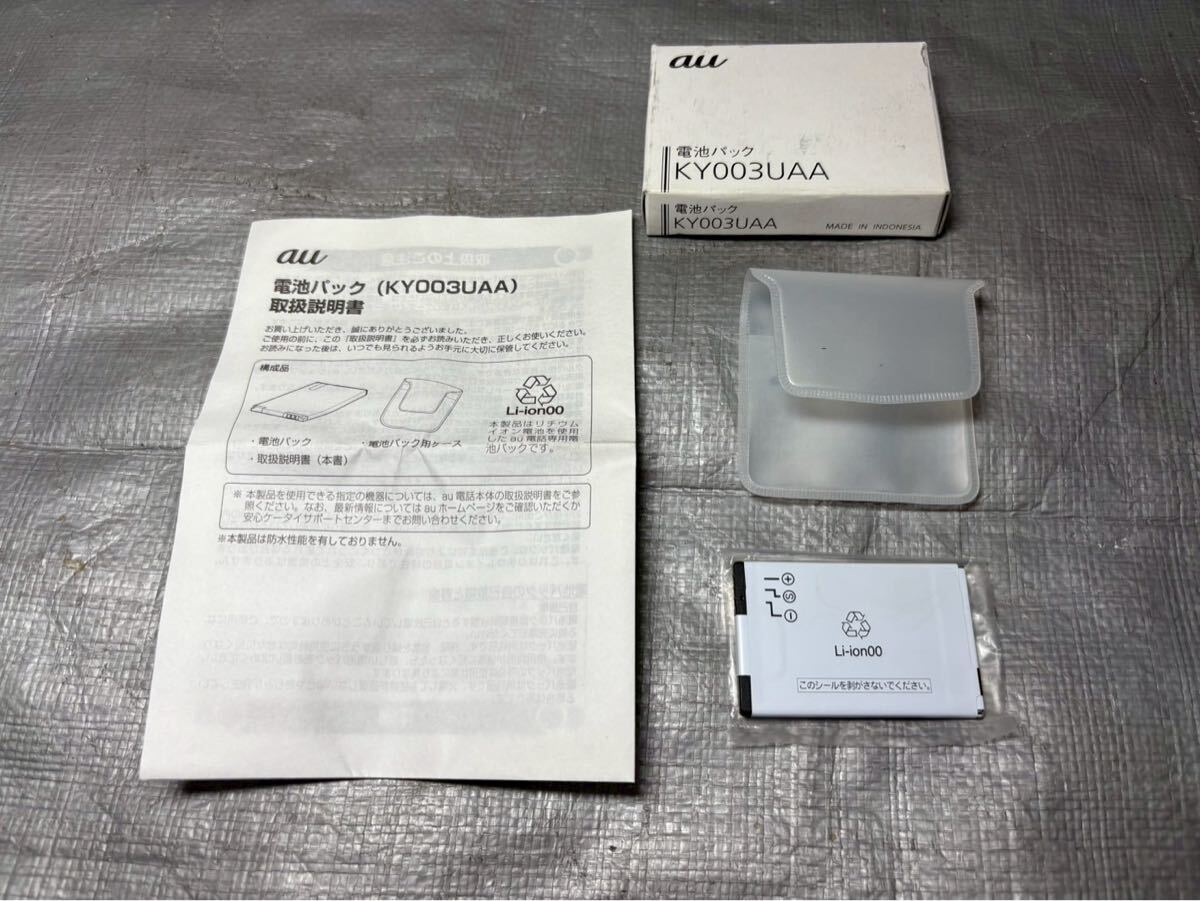 au
電池パック
KY003UAA
電池パック
KY003UAA
MADE IN INDONESIA
au
電池パック（KY003UAA）
取扱説明書
お買い上げいただき、誠にありがとうございました。
ご使用の前に、この「取扱説明書」を必ずお読みいただき、正しくお使いください。
お読みになった後は、いつでも見られるようお手元に大切に保管してください。
構成品
・電池パック
・電池パック用ケース
・取扱説明書（本書）
Li-ion00
本製品はリチウム
イオン電池を使用
したau電話専用電
池パックです。
※ 本製品を使用できる指定の機器については、au 電話本体の取扱説明書をご参
照ください。なお、最新情報については au ホームページをご確認いただくか
安心ケータイサポートセンターまでお問い合わせください。
※本製品は防水性能を有しておりません。
Li-ion00
このシールを剥がさないでください。